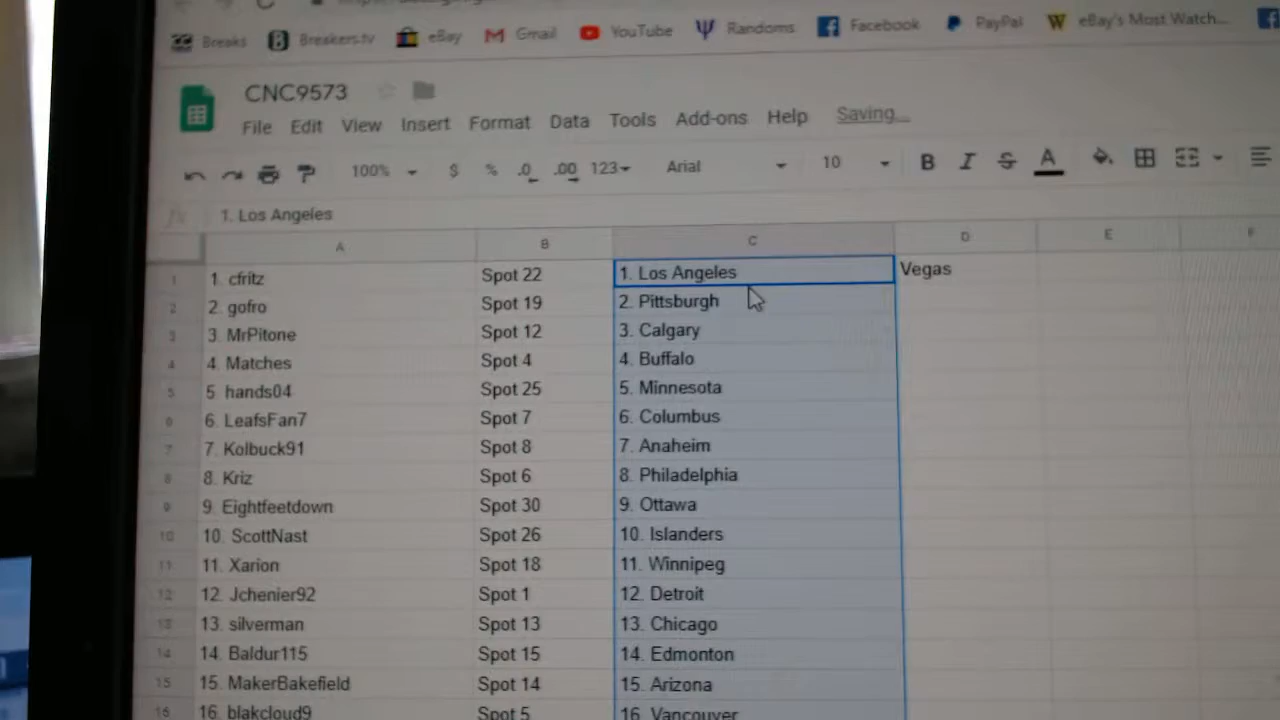 Breaks Breakers.tv eBay Gmail YouTube Randoms Facebook PayPal eBay's Most Watch...
CNC9573
File Edit View Insert Format Data Tools Add-ons Help Saving...
100% $ % .0 .00 123 Arial 10 B I S A
fx 1. Los Angeles
A B C D E F
1 1. cfritz Spot 22 1. Los Angeles Vegas
2 2. gofro Spot 19 2. Pittsburgh
3 3. MrPitone Spot 12 3. Calgary
4 4. Matches Spot 4 4. Buffalo
5 5. hands04 Spot 25 5. Minnesota
6 6. LeafsFan7 Spot 7 6. Columbus
7 7. Kolbuck91 Spot 8 7. Anaheim
8 8. Kriz Spot 6 8. Philadelphia
9 9. Eightfeetdown Spot 30 9. Ottawa
10 10. ScottNast Spot 26 10. Islanders
11 11. Xarion Spot 18 11. Winnipeg
12 12. Jchenier92 Spot 1 12. Detroit
13 13. silverman Spot 13 13. Chicago
14 14. Baldur115 Spot 15 14. Edmonton
15 15. MakerBakefield Spot 14 15. Arizona
16 16. blakcloud9 Spot 5 16. Vancouver